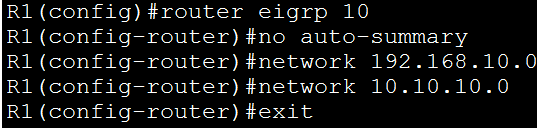 R1(config)#router eigrp 10
R1(config-router)#no auto-summary
R1(config-router)#network 192.168.10.0
R1(config-router)#network 10.10.10.0
R1(config-router)#exit